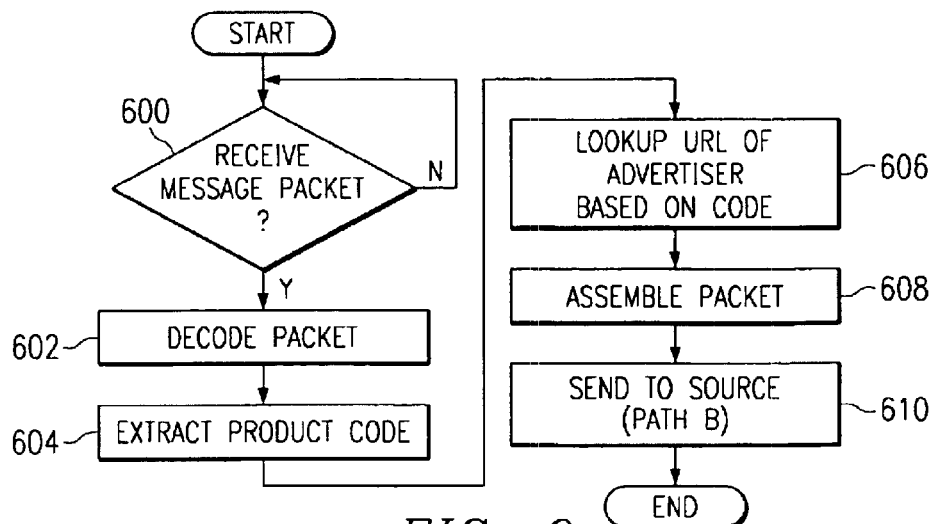 START
600
RECEIVE
MESSAGE PACKET
?
N
Y
602
DECODE PACKET
604
EXTRACT PRODUCT CODE
LOOKUP URL OF
ADVERTISER
BASED ON CODE
606
ASSEMBLE PACKET
608
SEND TO SOURCE
(PATH B)
610
END